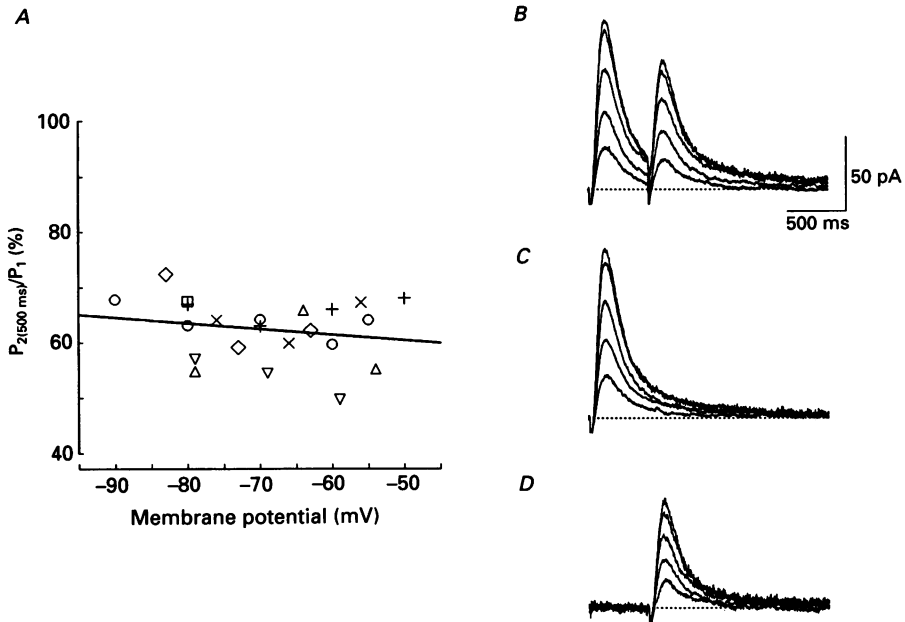 A
P2(500 ms)/P1 (%)
100
80
60
40
–90 –80 –70 –60 –50
Membrane potential (mV)
B
50 pA
500 ms
C
D